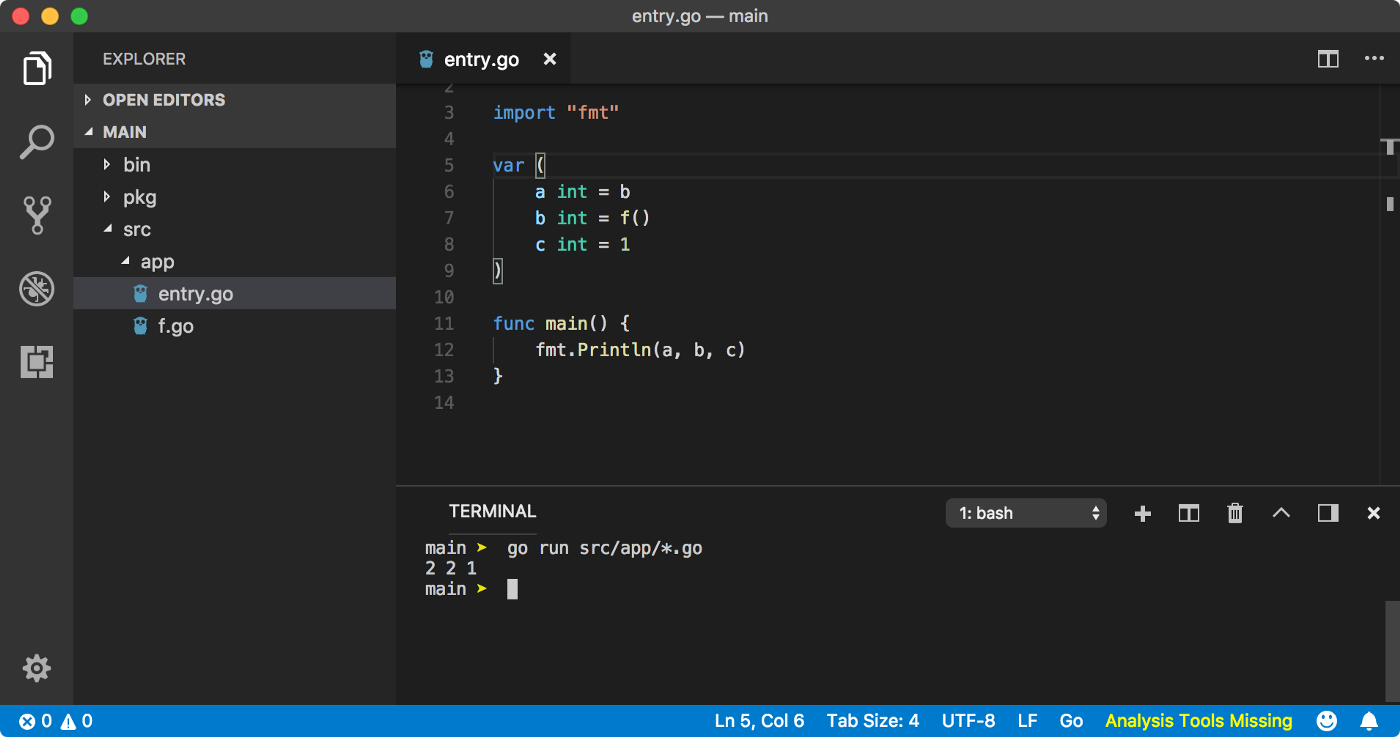 entry.go — main
EXPLORER
OPEN EDITORS
MAIN
bin
pkg
src
app
entry.go
f.go
entry.go
2
3 import "fmt"
4
5 var (
6 a int = b
7 b int = f()
8 c int = 1
9 )
10
11 func main() {
12 fmt.Println(a, b, c)
13 }
14
TERMINAL
1: bash
main ➤ go run src/app/*.go
2 2 1
main ➤
0 0 Ln 5, Col 6 Tab Size: 4 UTF-8 LF Go Analysis Tools Missing